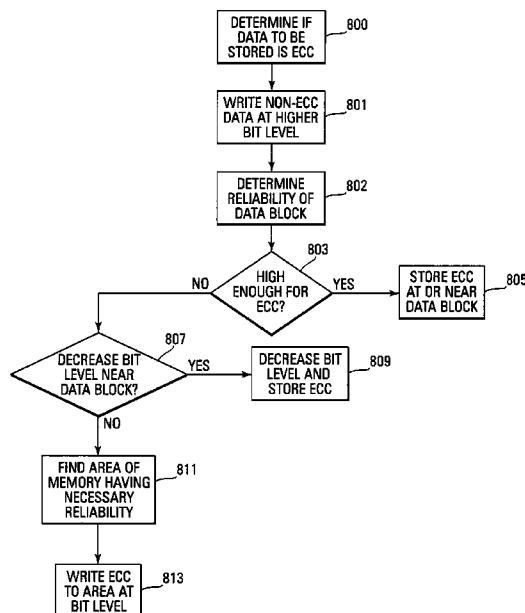 DETERMINE IF
DATA TO BE
STORED IS ECC
800
WRITE NON-ECC
DATA AT HIGHER
BIT LEVEL
801
DETERMINE
RELIABILITY OF
DATA BLOCK
802
803
HIGH
ENOUGH FOR
ECC?
NO
YES
STORE ECC
AT OR NEAR
DATA BLOCK
805
807
DECREASE BIT
LEVEL NEAR
DATA BLOCK?
YES
DECREASE BIT
LEVEL AND
STORE ECC
809
NO
FIND AREA OF
MEMORY HAVING
NECESSARY
RELIABILITY
811
WRITE ECC
TO AREA AT
BIT LEVEL
813